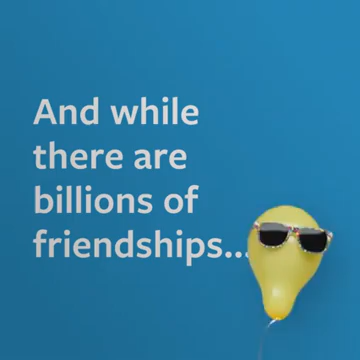 And while
there are
billions of
friendships...